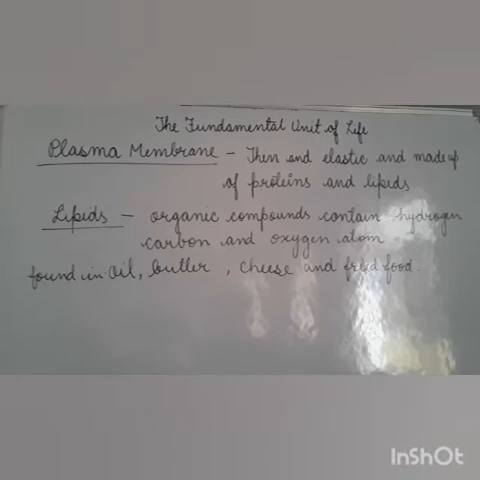 The Fundamental Unit of Life
Plasma Membrane - Thin and elastic and made up
of proteins and lipids
Lipids - organic compounds contain hydrogen
carbon and oxygen atom
found in oil, butter, cheese and fried food.
InShOt